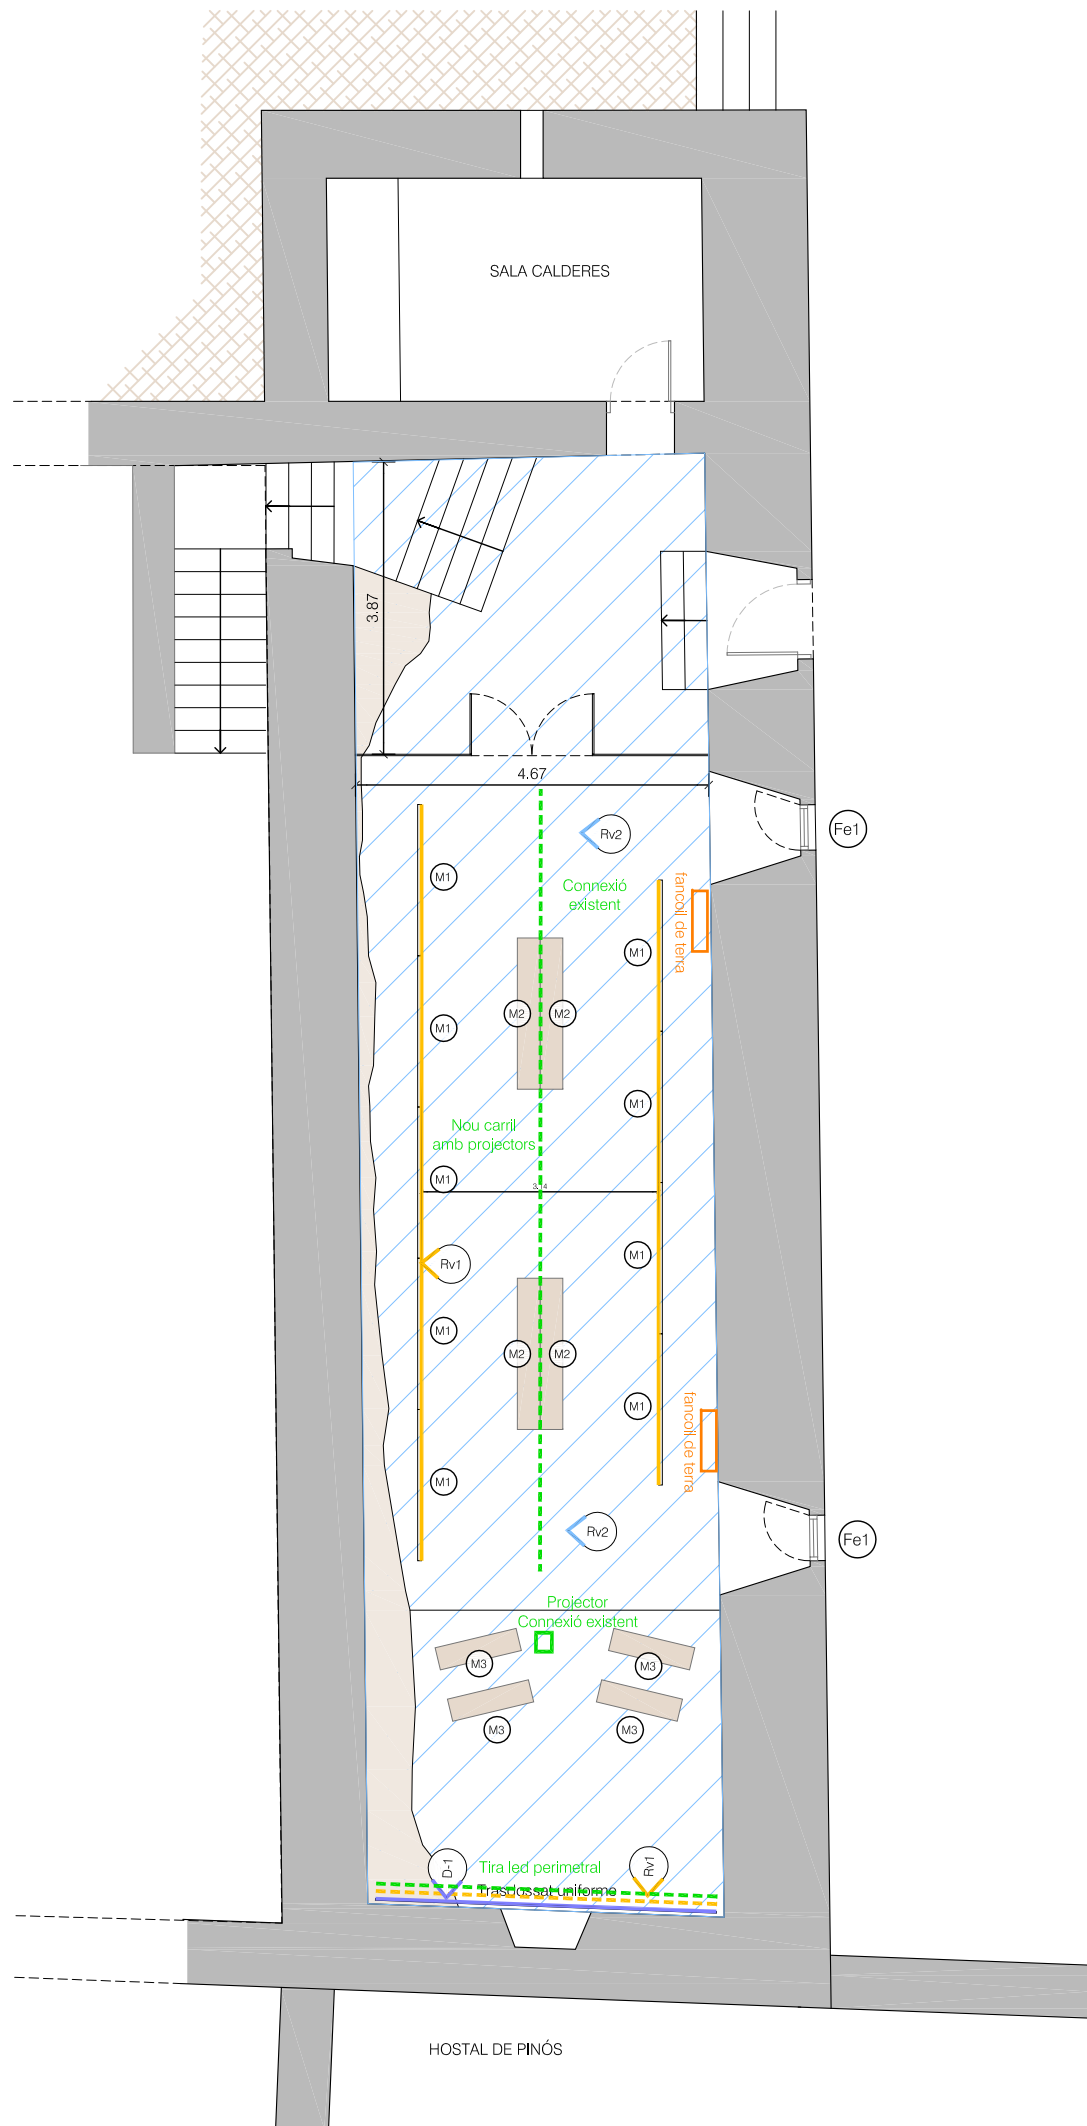 SALA CALDERES
3.87
4.67
Rv2
Fe1
M1
Connexió
existent
fancoil de terra
M1
M2
M2
M1
M1
Nou carril
amb projectors
M1
3.14
M1
Rv1
M1
M2
M2
M1
fancoil de terra
M1
Rv2
Fe1
Projector
Connexió existent
M3
M3
M3
M3
D-1
Tira led perimetral
Rv1
Trasdossat uniforme
HOSTAL DE PINÓS